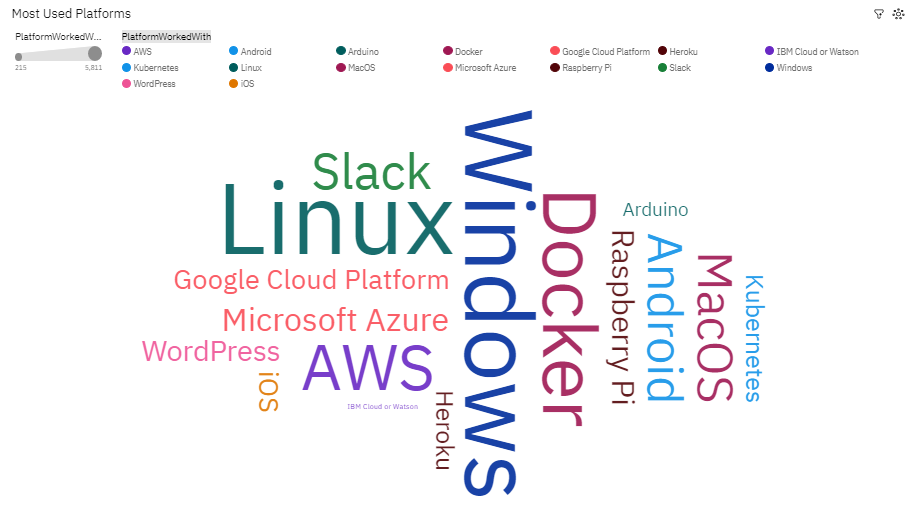 Most Used Platforms
PlatformWorkedW...
215
5,811
PlatformWorkedWith
AWS
Android
Arduino
Docker
Google Cloud Platform
Heroku
IBM Cloud or Watson
Kubernetes
Linux
MacOS
Microsoft Azure
Raspberry Pi
Slack
Windows
WordPress
iOS
Slack
Linux
Google Cloud Platform
Microsoft Azure
WordPress
AWS
iOS
IBM Cloud or Watson
Heroku
Windows
Docker
Arduino
Raspberry Pi
Android
MacOS
Kubernetes